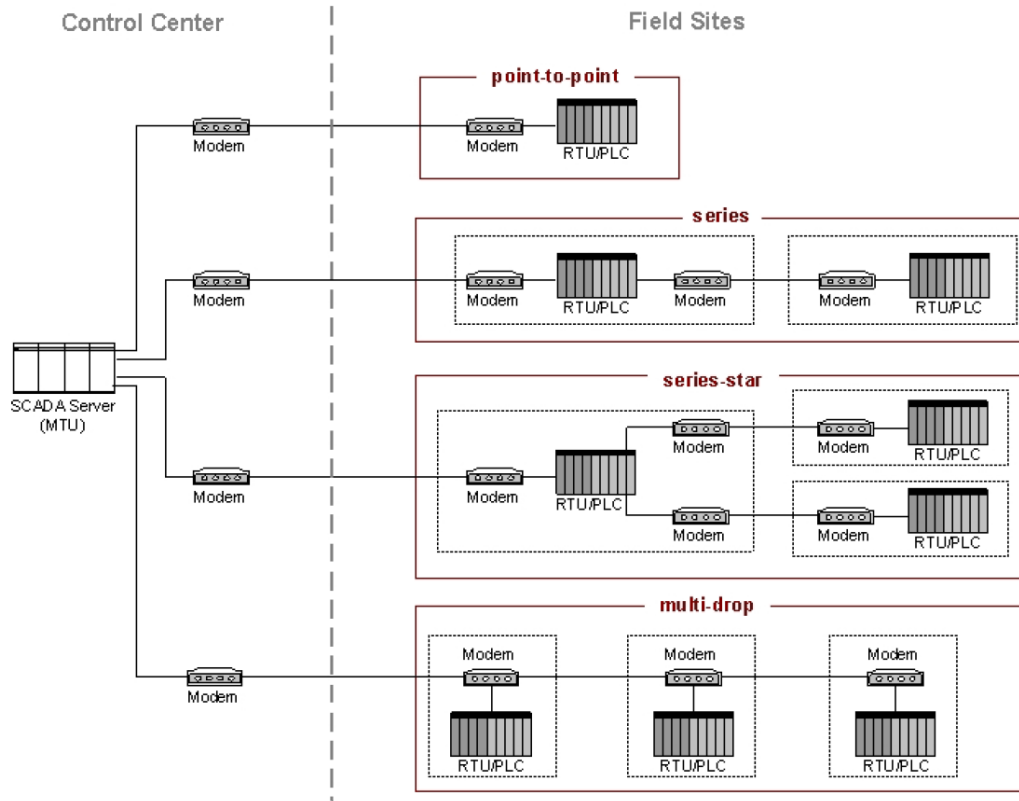 Control Center
Field Sites
point-to-point
Modem
Modem
RTU/PLC
series
Modem
Modem
RTU/PLC
Modem
Modem
RTU/PLC
SCADA Server
(MTU)
series-star
Modem
Modem
RTU/PLC
Modem
Modem
RTU/PLC
Modem
Modem
RTU/PLC
multi-drop
Modem
Modem
Modem
Modem
RTU/PLC
RTU/PLC
RTU/PLC